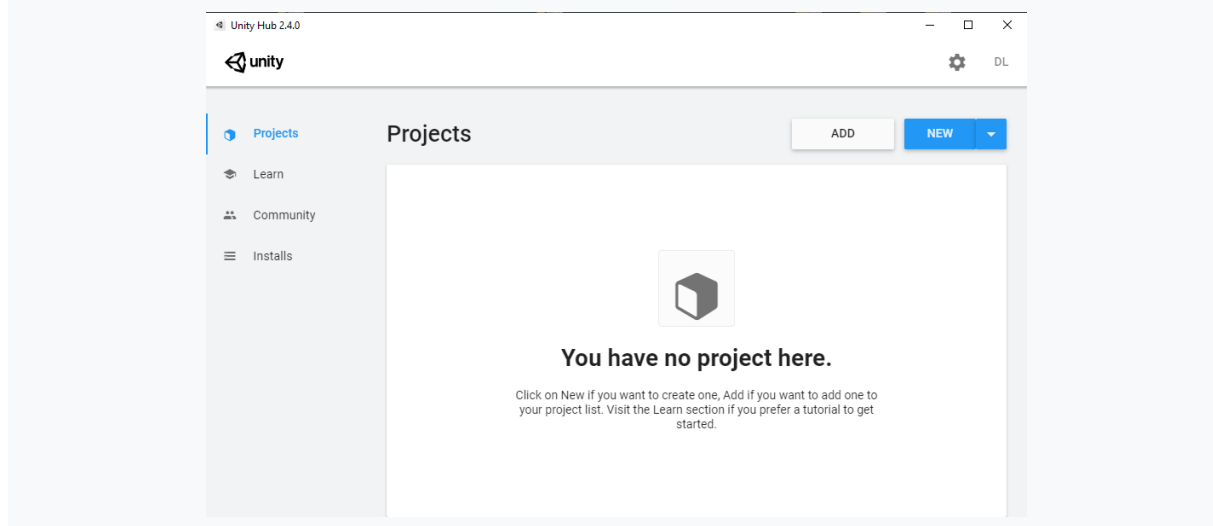 Unity Hub 2.4.0
unity
DL
Projects
Learn
Community
Installs
Projects
ADD
NEW
You have no project here.
Click on New if you want to create one, Add if you want to add one to
your project list. Visit the Learn section if you prefer a tutorial to get
started.